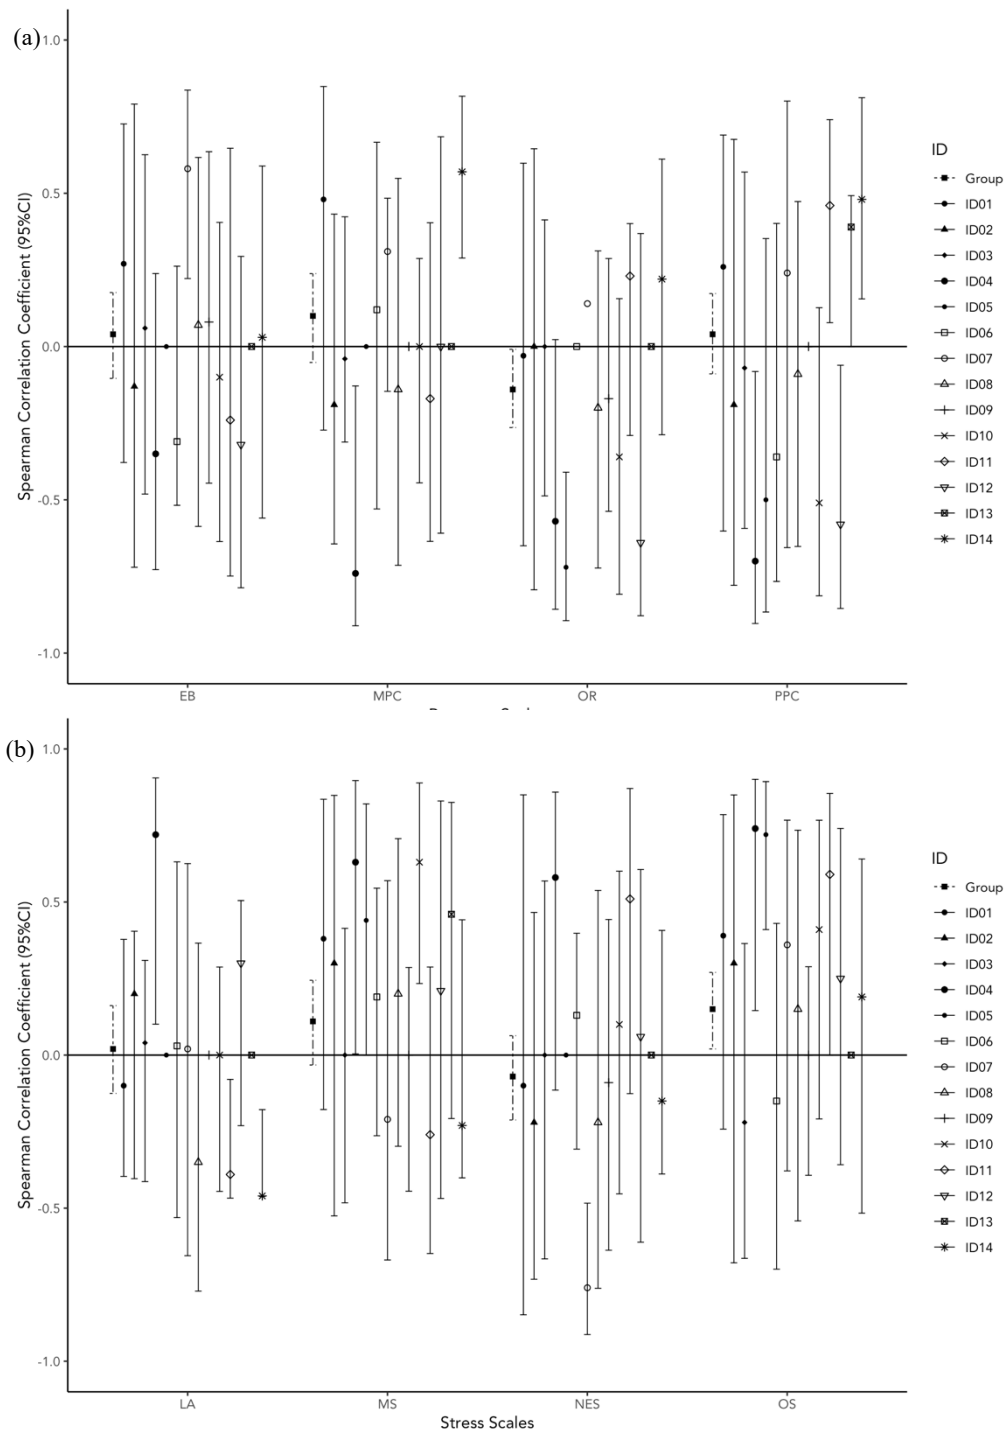 (a)
1.0
0.5
0.0
-0.5
-1.0
Spearman Correlation Coefficient (95%CI)
EB MPC OR PPC
ID
Group
ID01
ID02
ID03
ID04
ID05
ID06
ID07
ID08
ID09
ID10
ID11
ID12
ID13
ID14
(b)
1.0
0.5
0.0
-0.5
-1.0
Spearman Correlation Coefficient (95%CI)
LA MS NES OS
Stress Scales
ID
Group
ID01
ID02
ID03
ID04
ID05
ID06
ID07
ID08
ID09
ID10
ID11
ID12
ID13
ID14